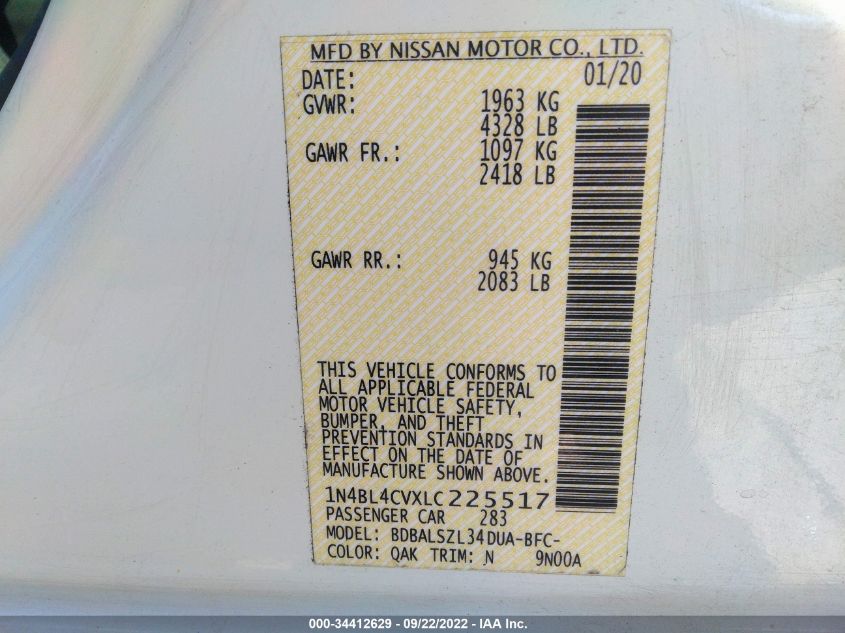 MFD BY NISSAN MOTOR CO., LTD.
DATE: 01/20
GVWR: 1963 KG
4328 LB
GAWR FR.: 1097 KG
2418 LB
GAWR RR.: 945 KG
2083 LB
THIS VEHICLE CONFORMS TO
ALL APPLICABLE FEDERAL
MOTOR VEHICLE SAFETY,
BUMPER, AND THEFT
PREVENTION STANDARDS IN
EFFECT ON THE DATE OF
MANUFACTURE SHOWN ABOVE.
1N4BL4CVXLC225517
PASSENGER CAR 283
MODEL: BDBALSZL34DUA-BFC-
COLOR: QAK TRIM: N 9N00A
000-34412629 - 09/22/2022 - IAA Inc.